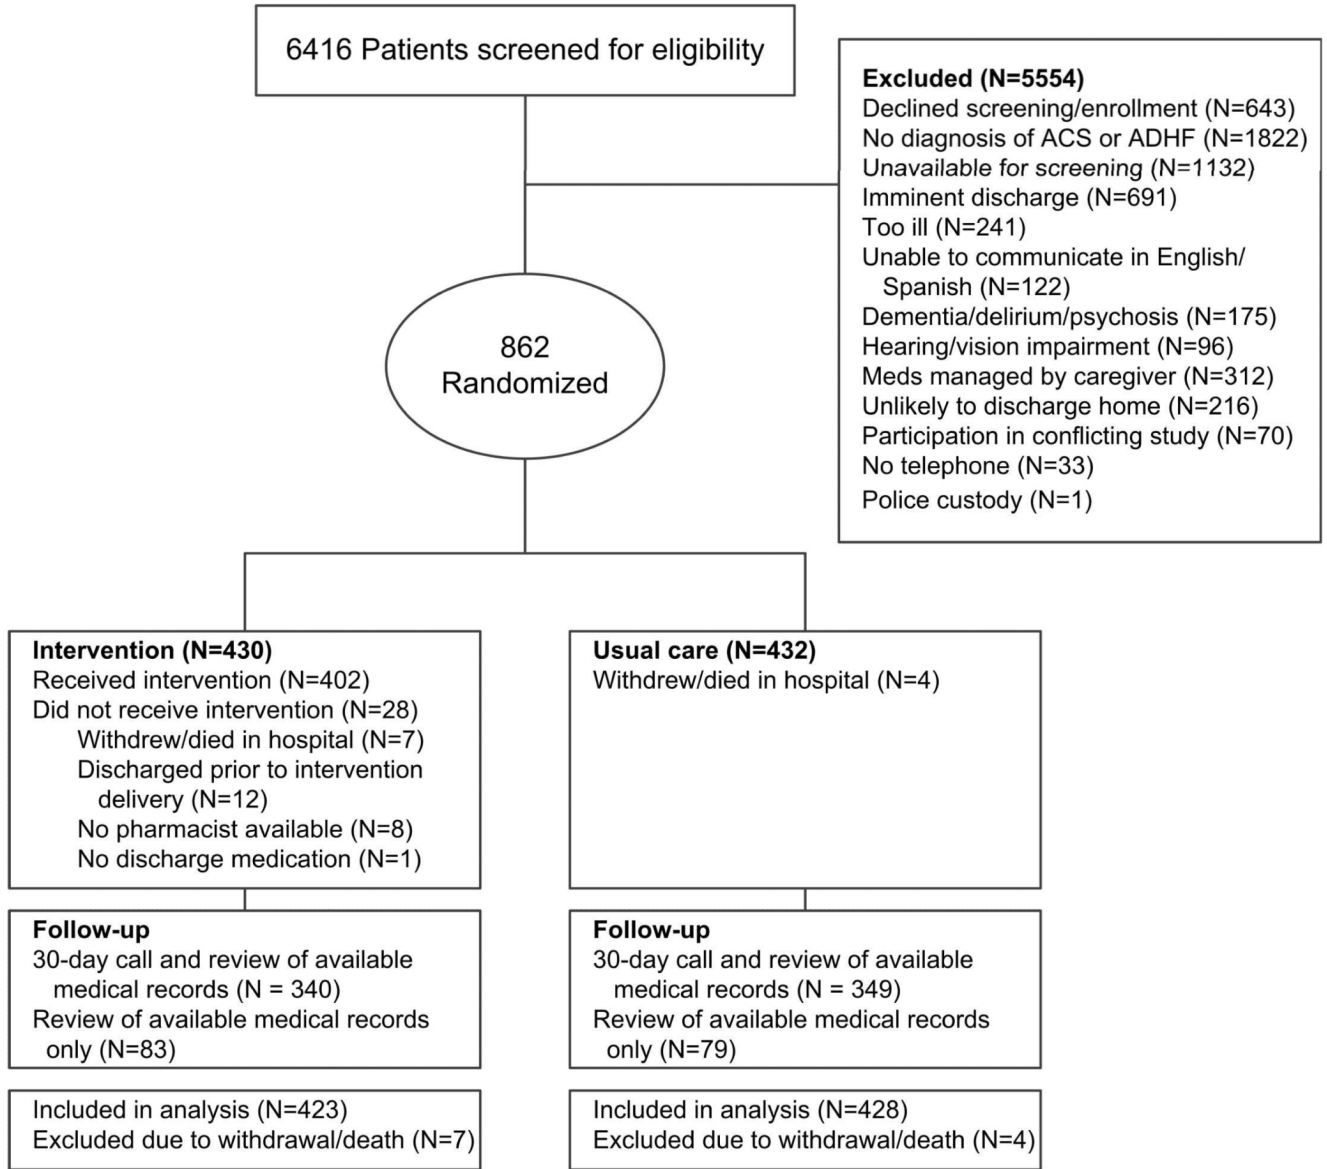 6416 Patients screened for eligibility
Excluded (N=5554)
Declined screening/enrollment (N=643)
No diagnosis of ACS or ADHF (N=1822)
Unavailable for screening (N=1132)
Imminent discharge (N=691)
Too ill (N=241)
Unable to communicate in English/
Spanish (N=122)
Dementia/delirium/psychosis (N=175)
Hearing/vision impairment (N=96)
Meds managed by caregiver (N=312)
Unlikely to discharge home (N=216)
Participation in conflicting study (N=70)
No telephone (N=33)
Police custody (N=1)
862
Randomized
Intervention (N=430)
Received intervention (N=402)
Did not receive intervention (N=28)
Withdrew/died in hospital (N=7)
Discharged prior to intervention
delivery (N=12)
No pharmacist available (N=8)
No discharge medication (N=1)
Usual care (N=432)
Withdrew/died in hospital (N=4)
Follow-up
30-day call and review of available
medical records (N = 340)
Review of available medical records
only (N=83)
Follow-up
30-day call and review of available
medical records (N = 349)
Review of available medical records
only (N=79)
Included in analysis (N=423)
Excluded due to withdrawal/death (N=7)
Included in analysis (N=428)
Excluded due to withdrawal/death (N=4)